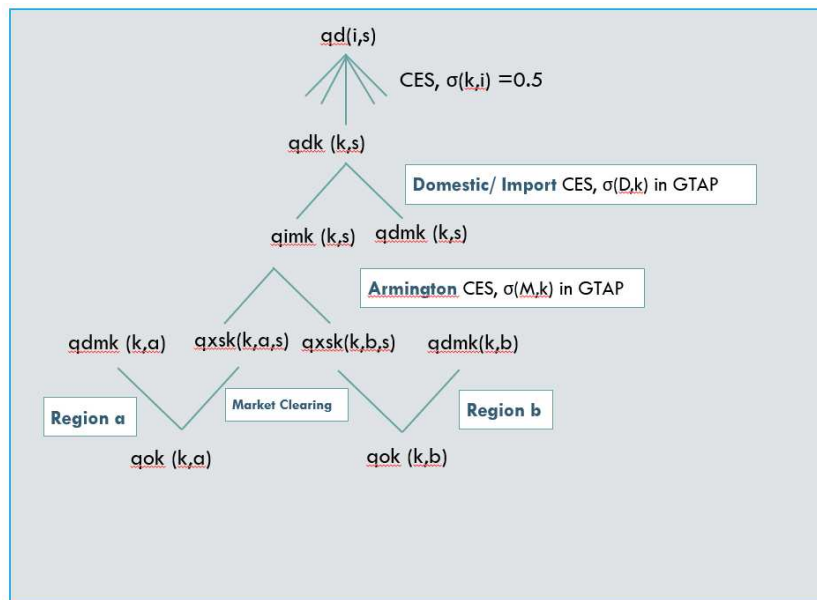 qd(i,s)
CES, σ(k,i) =0.5
qdk (k,s)
Domestic/ Import CES, σ(D,k) in GTAP
qimk (k,s) qdmk (k,s)
Armington CES, σ(M,k) in GTAP
qdmk (k,a) qxsk(k,a,s) qxsk(k,b,s) qdmk(k,b)
Region a Market Clearing Region b
qok (k,a) qok (k,b)